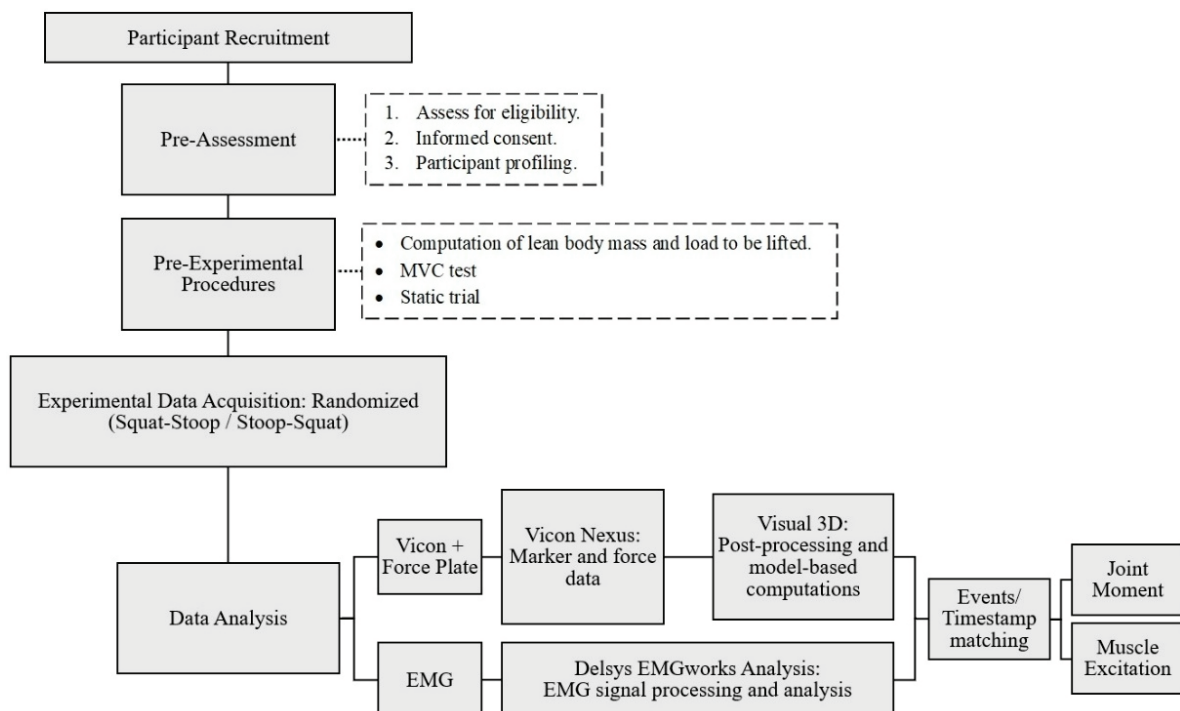 Participant Recruitment
Pre-Assessment
1. Assess for eligibility.
2. Informed consent.
3. Participant profiling.
Pre-Experimental
Procedures
• Computation of lean body mass and load to be lifted.
• MVC test
• Static trial
Experimental Data Acquisition: Randomized
(Squat-Stoop / Stoop-Squat)
Data Analysis
Vicon +
Force Plate
Vicon Nexus:
Marker and force
data
Visual 3D:
Post-processing and
model-based
computations
EMG
Delsys EMGworks Analysis:
EMG signal processing and analysis
Events/
Timestamp
matching
Joint
Moment
Muscle
Excitation